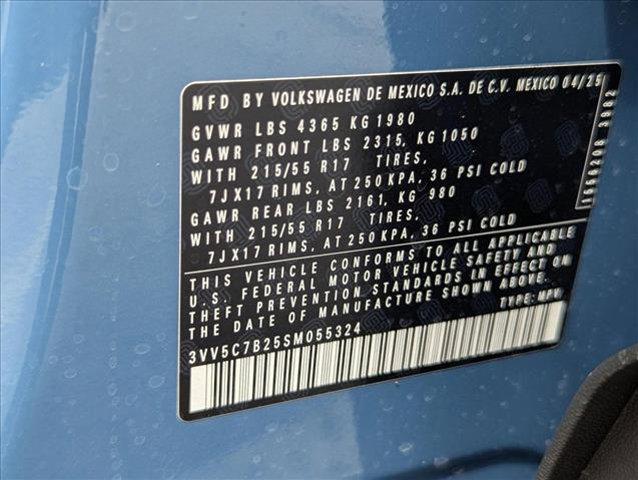 MFD BY VOLKSWAGEN DE MEXICO S.A. DE C.V. MEXICO 04/25
GVWR LBS 4365 KG 1980
GAWR FRONT LBS 2315, KG 1050
WITH 215/55 R17 TIRES,
7JX17 RIMS, AT 250 KPA, 36 PSI COLD
GAWR REAR LBS 2161, KG 980
WITH 215/55 R17 TIRES,
7JX17 RIMS, AT 250 KPA, 36 PSI COLD
THIS VEHICLE CONFORMS TO ALL APPLICABLE
U.S. FEDERAL MOTOR VEHICLE SAFETY AND
THEFT PREVENTION STANDARDS IN EFFECT ON
THE DATE OF MANUFACTURE SHOWN ABOVE.
TYPE: MPV
3VV5C7B25SM055324